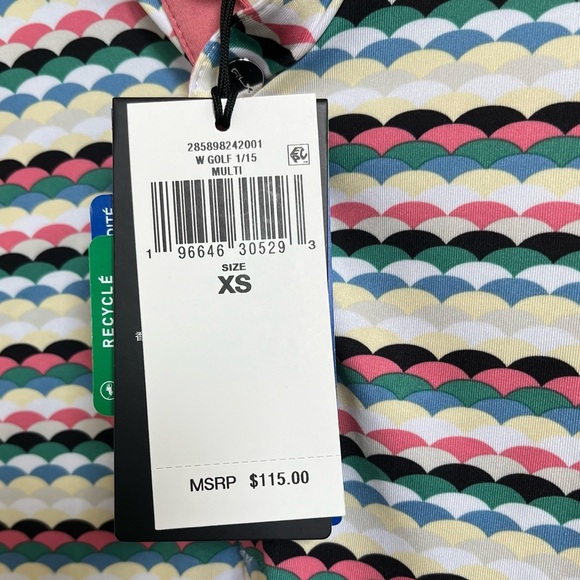 285898242001
W GOLF 1/15
MULTI
1 96646 30529 3
SIZE
XS
MSRP $115.00
RECYCLÉ